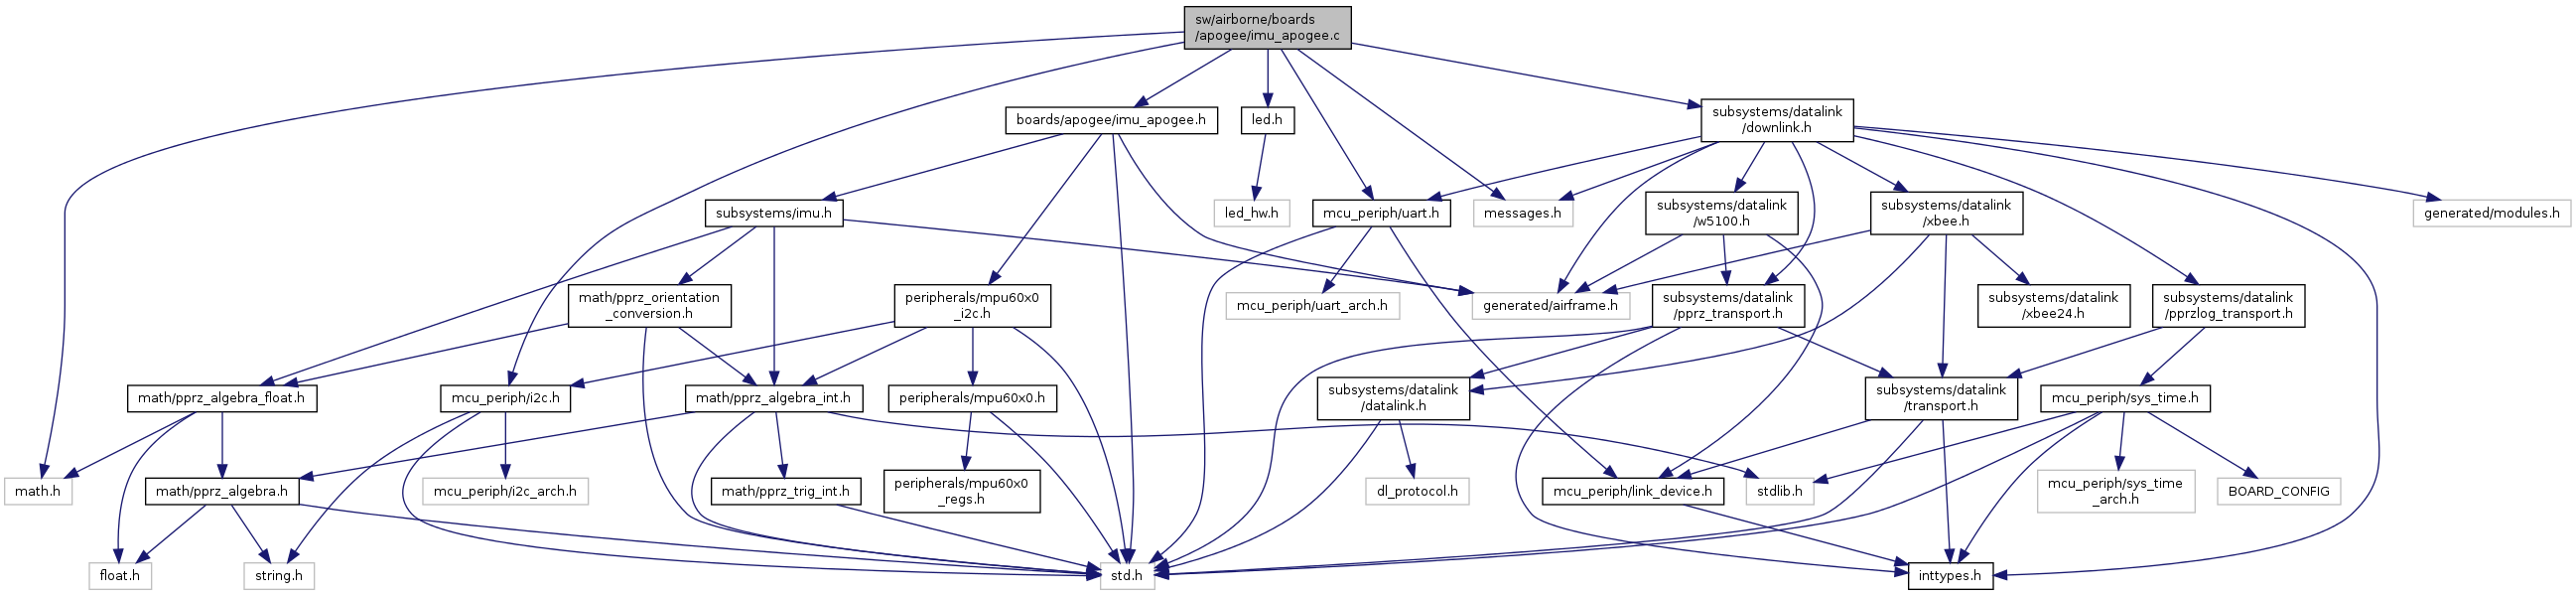 sw/airborne/boards
/apogee/imu_apogee.c
boards/apogee/imu_apogee.h
led.h
subsystems/datalink
/downlink.h
subsystems/imu.h
led_hw.h
mcu_periph/uart.h
messages.h
subsystems/datalink
/w5100.h
subsystems/datalink
/xbee.h
generated/modules.h
math/pprz_orientation
_conversion.h
peripherals/mpu60x0
_i2c.h
mcu_periph/uart_arch.h
generated/airframe.h
subsystems/datalink
/pprz_transport.h
subsystems/datalink
/xbee24.h
subsystems/datalink
/pprzlog_transport.h
math/pprz_algebra_float.h
mcu_periph/i2c.h
math/pprz_algebra_int.h
peripherals/mpu60x0.h
subsystems/datalink
/datalink.h
subsystems/datalink
/transport.h
mcu_periph/sys_time.h
math.h
math/pprz_algebra.h
mcu_periph/i2c_arch.h
math/pprz_trig_int.h
peripherals/mpu60x0
_regs.h
dl_protocol.h
mcu_periph/link_device.h
stdlib.h
mcu_periph/sys_time
_arch.h
BOARD_CONFIG
float.h
string.h
std.h
inttypes.h